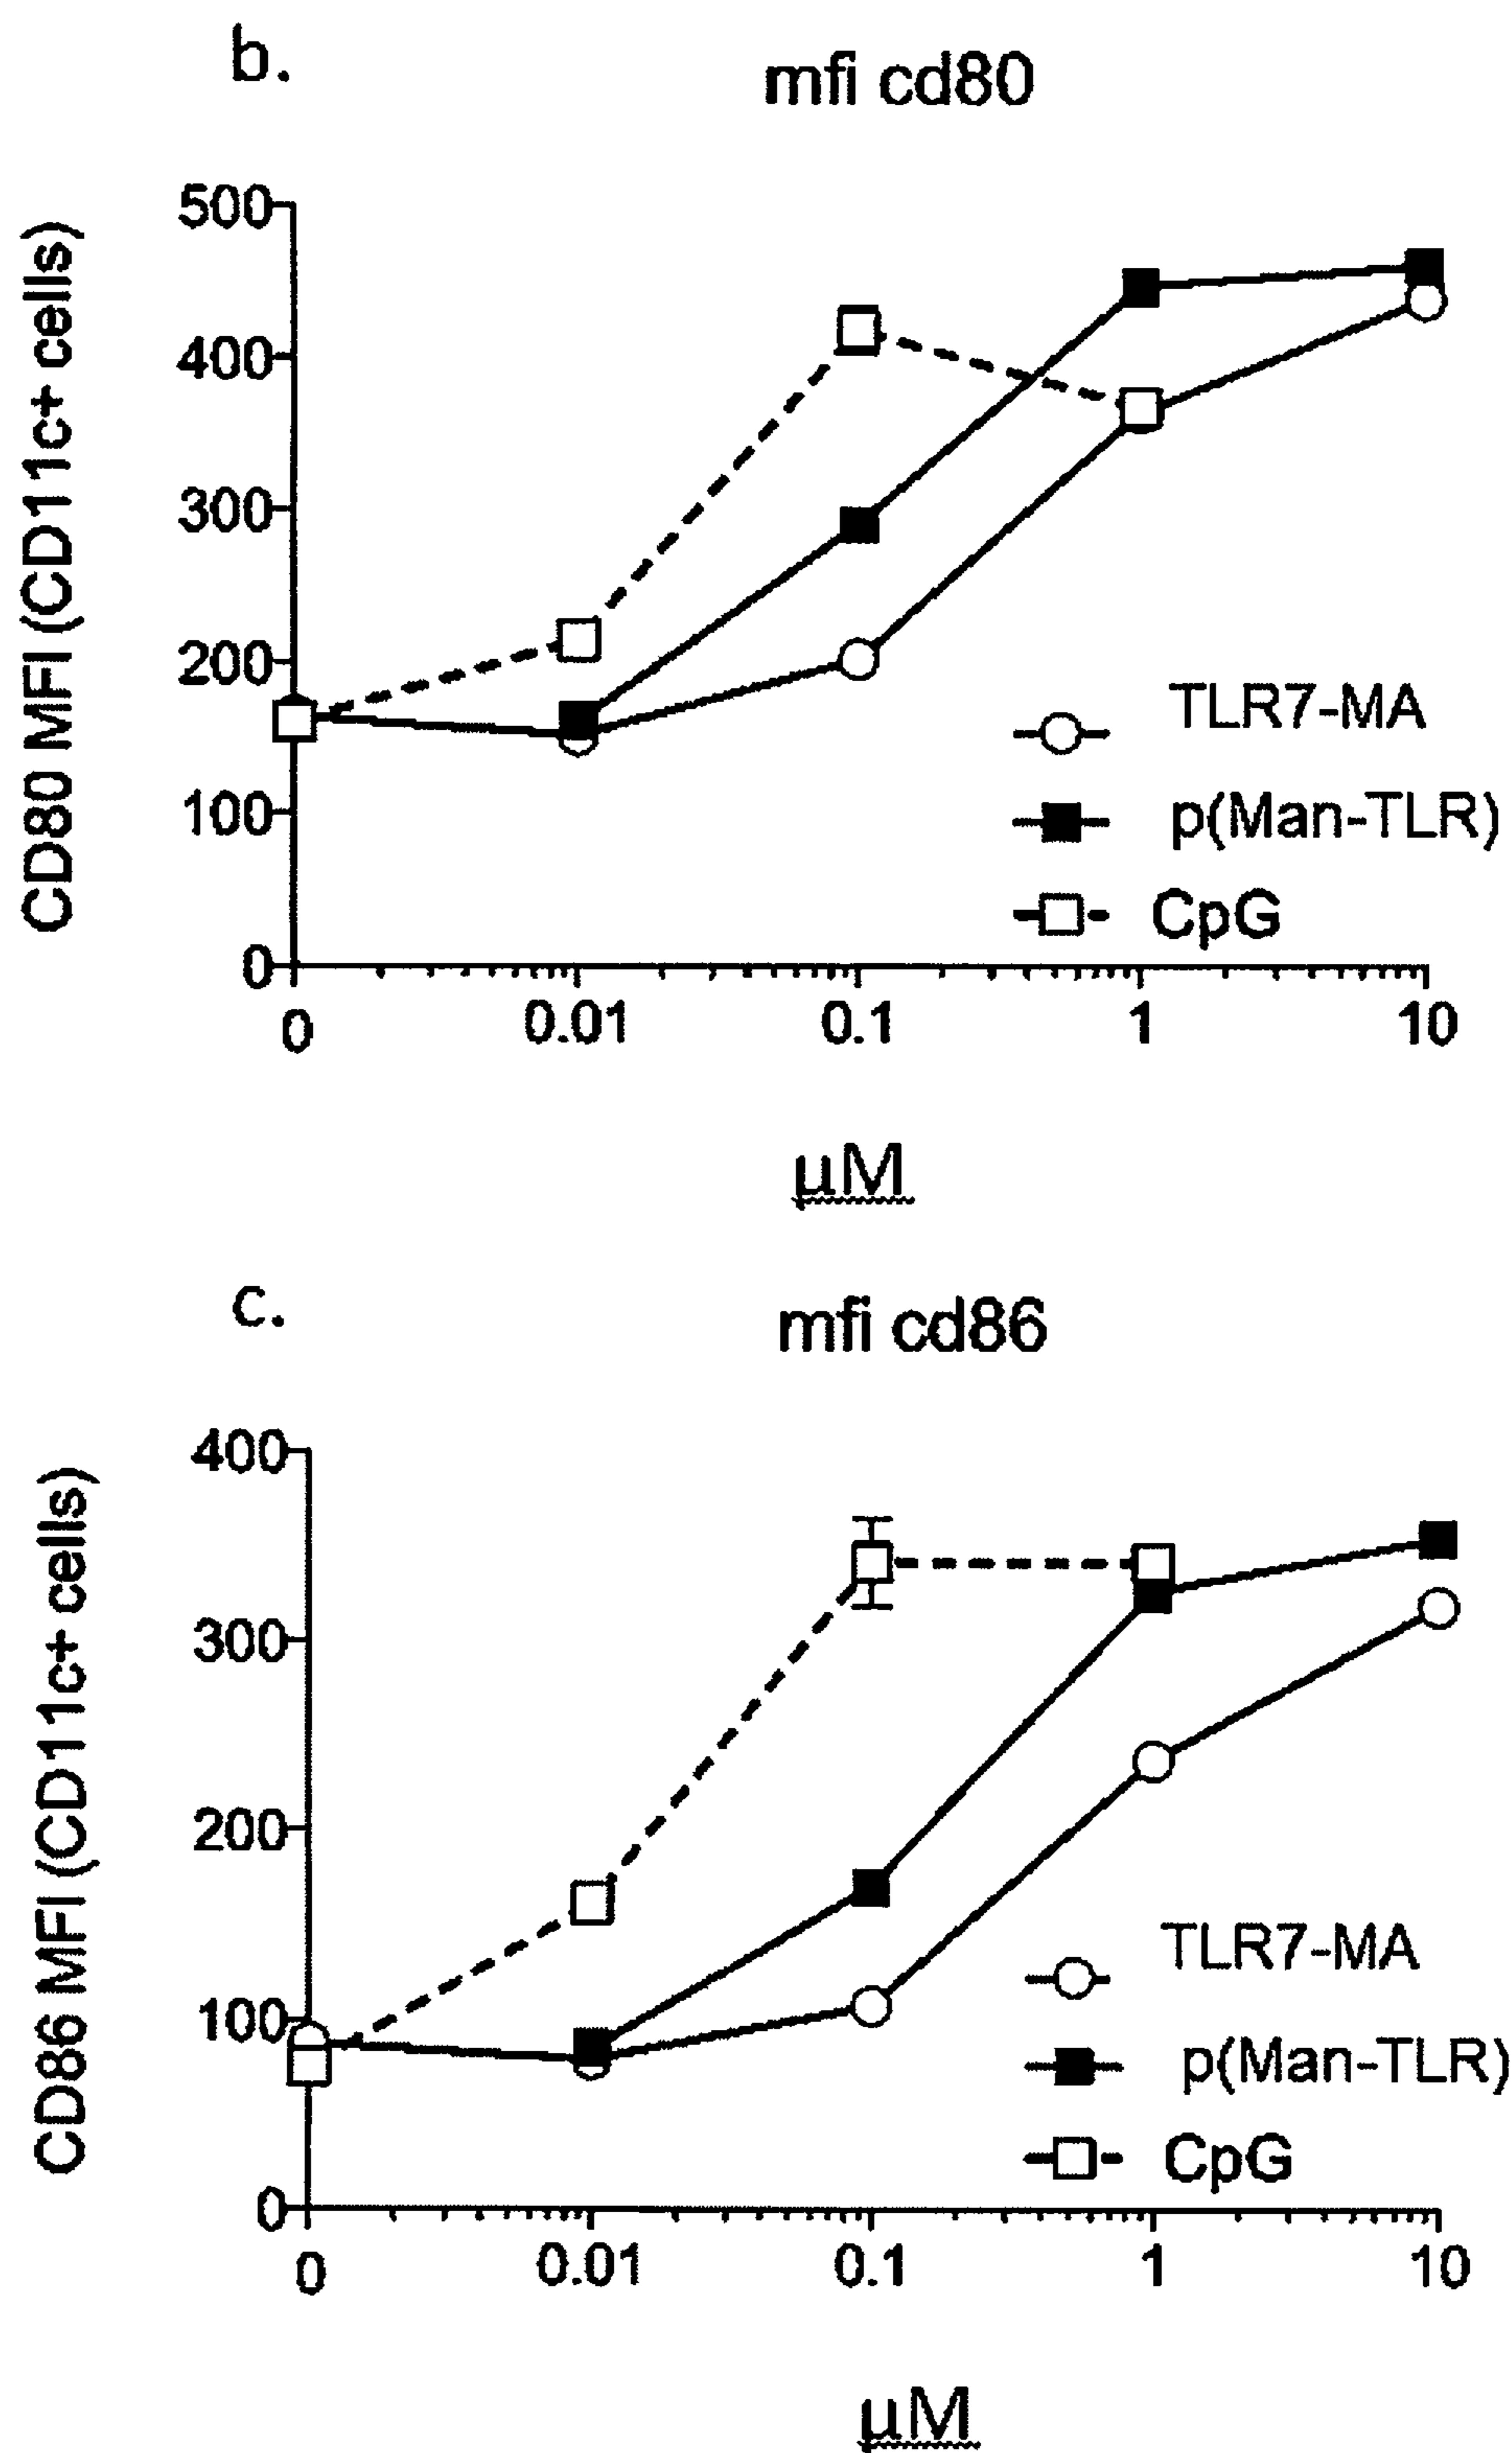 b.
mfi cd80
CD80 MFI (CD11c+ cells)
500
400
300
200
100
0
TLR7-MA
p(Man-TLR)
CpG
0 0.01 0.1 1 10
µM
c.
mfi cd86
CD86 MFI (CD11c+ cells)
400
300
200
100
0
TLR7-MA
p(Man-TLR)
CpG
0 0.01 0.1 1 10
µM